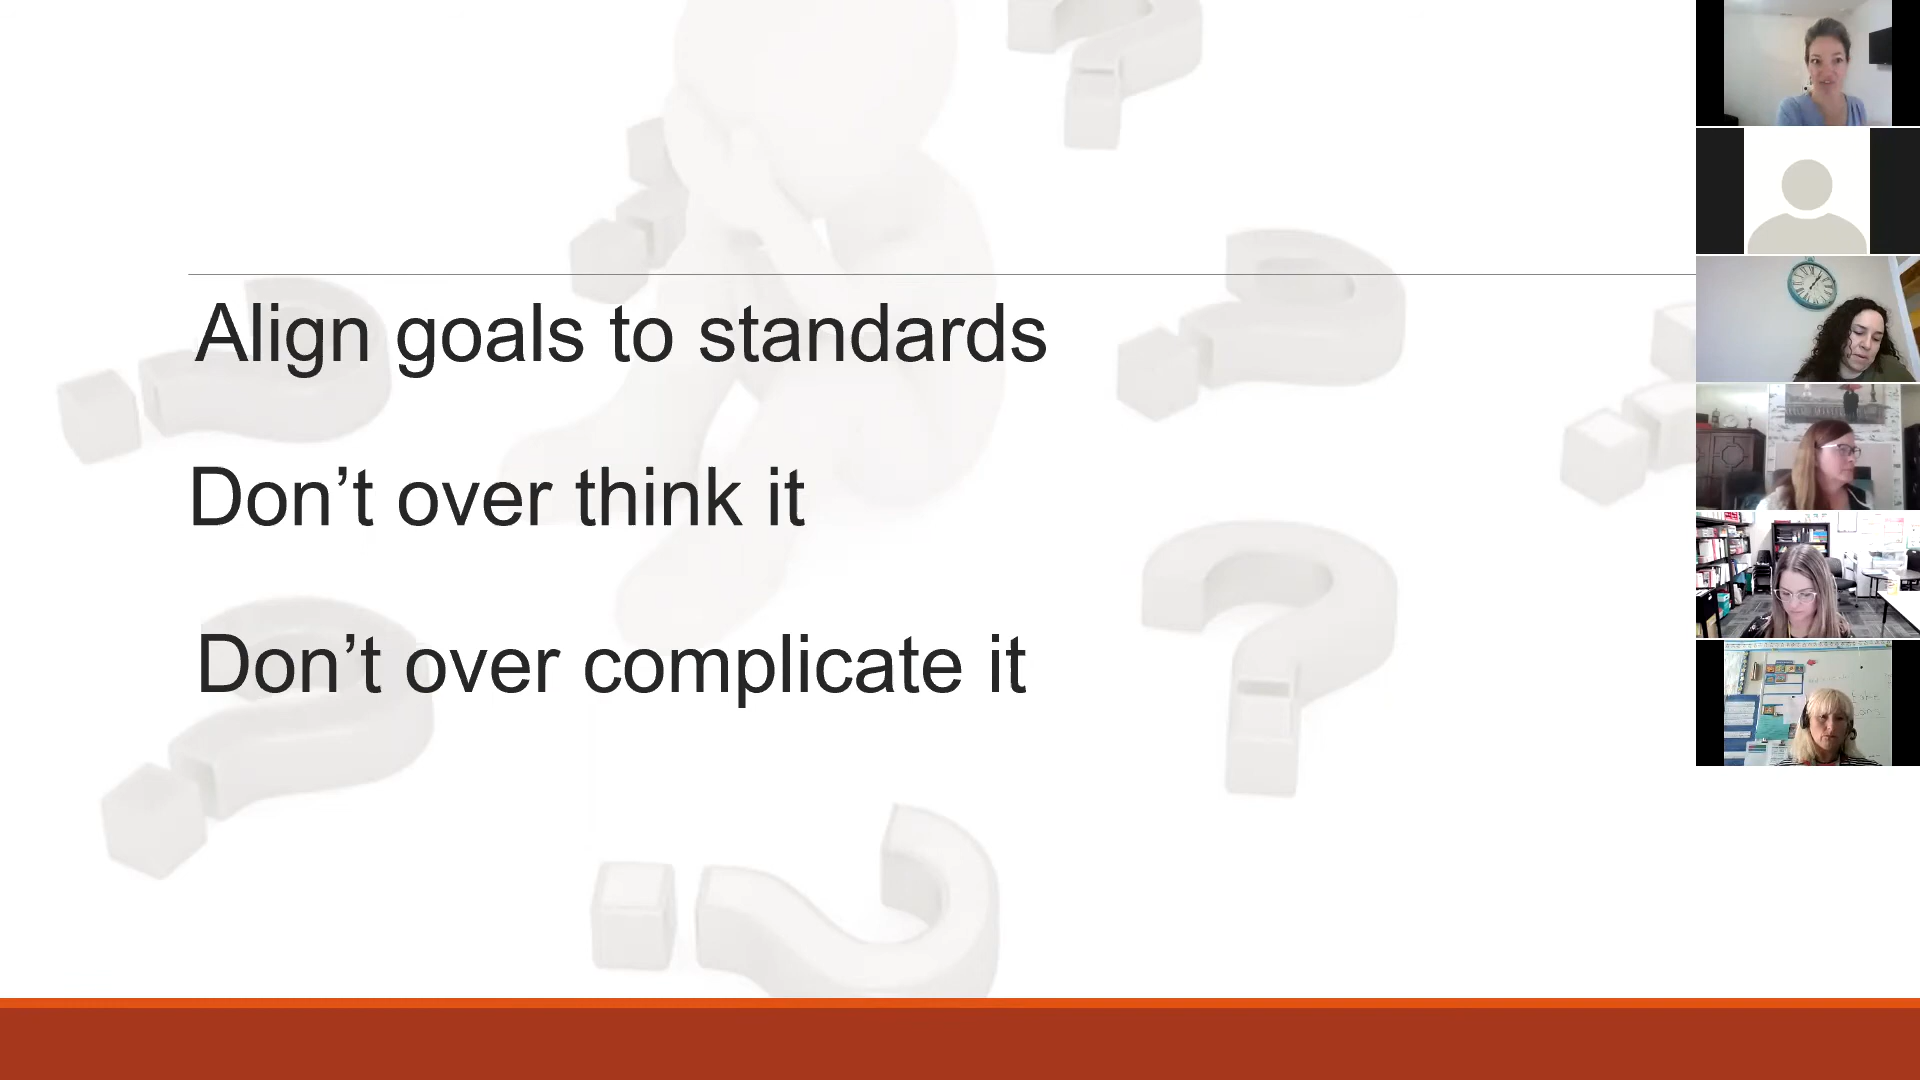 Align goals to standards
Don’t over think it
Don’t over complicate it